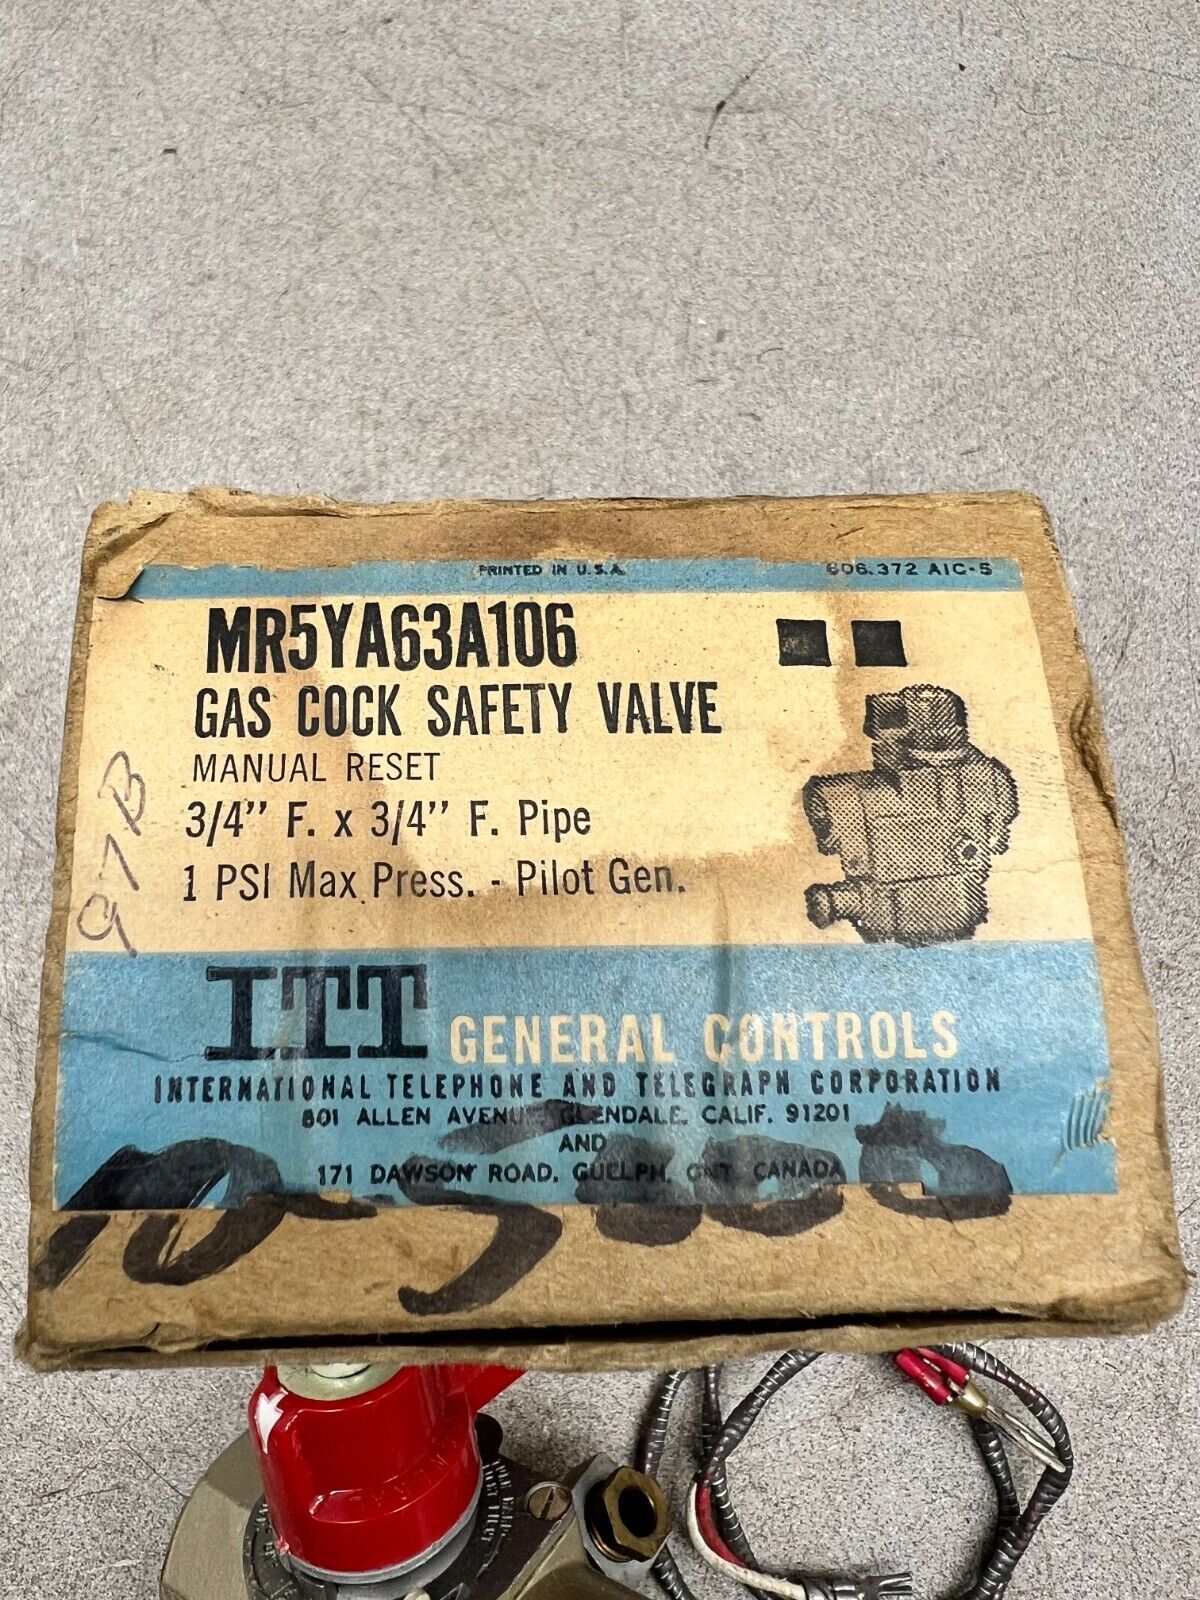 PRINTED IN U.S.A.
606.372 AIC-5
MR5YA63A106
GAS COCK SAFETY VALVE
MANUAL RESET
3/4" F. x 3/4" F. Pipe
1 PSI Max Press. - Pilot Gen.
97B
ITT GENERAL CONTROLS
INTERNATIONAL TELEPHONE AND TELEGRAPH CORPORATION
801 ALLEN AVENUE, GLENDALE, CALIF. 91201
AND
171 DAWSON ROAD, GUELPH, ONT. CANADA